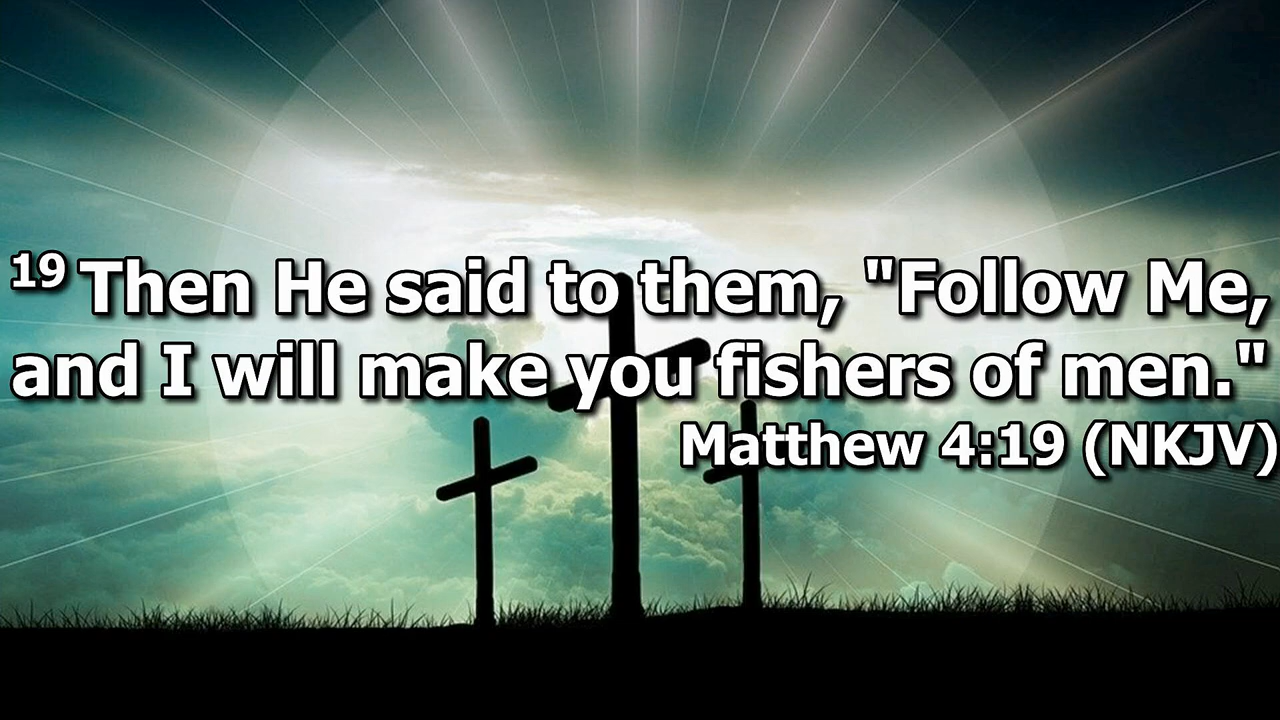 19 Then He said to them, "Follow Me,
and I will make you fishers of men."
Matthew 4:19 (NKJV)